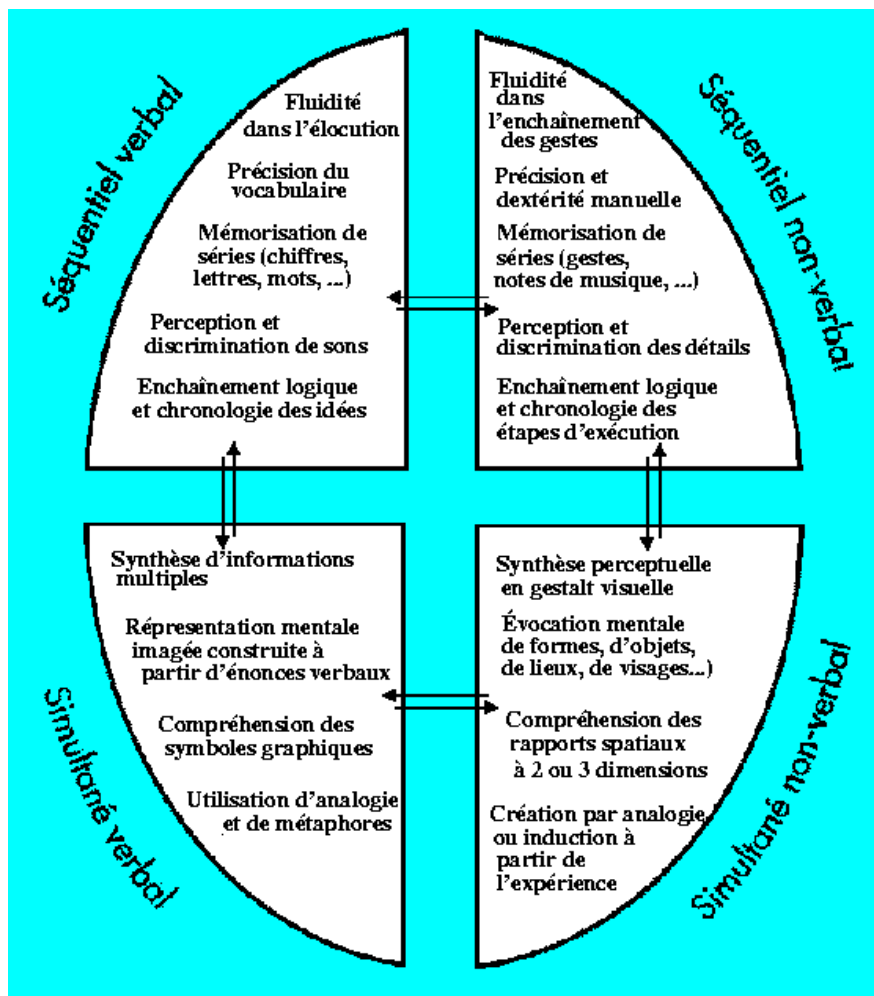 Séquentiel verbal
Fluidité
dans l'élocution
Précision du
vocabulaire
Mémorisation de
séries (chiffres,
lettres, mots, ...)
Perception et
discrimination de sons
Enchaînement logique
et chronologie des idées
Séquentiel non-verbal
Fluidité
dans
l'enchaînement
des gestes
Précision et
dextérité manuelle
Mémorisation de
séries (gestes,
notes de musique, ...)
Perception et
discrimination des détails
Enchaînement logique
et chronologie des
étapes d'exécution
Simultané verbal
Synthèse d'informations
multiples
Répresentation mentale
imagée construite à
partir d'énonces verbaux
Compréhension des
symboles graphiques
Utilisation d'analogie
et de métaphores
Simultané non-verbal
Synthèse perceptuelle
en gestalt visuelle
Évocation mentale
de formes, d'objets,
de lieux, de visages...)
Compréhension des
rapports spatiaux
à 2 ou 3 dimensions
Création par analogie
ou induction à
partir de
l'expérience